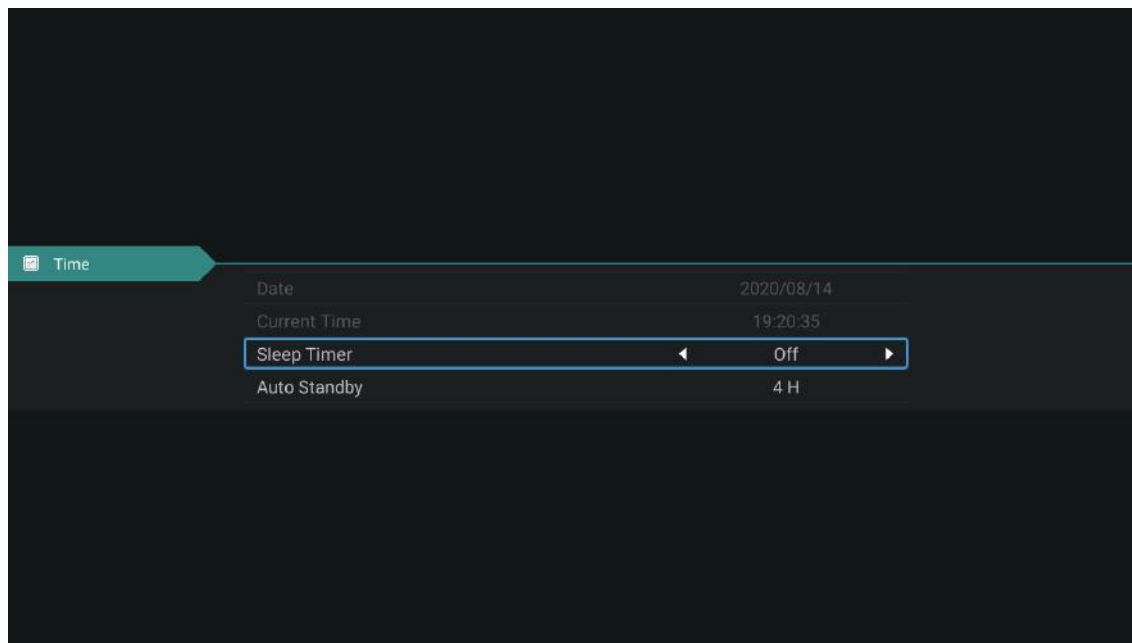 Time
Date 2020/08/14
Current Time 19:20:35
Sleep Timer Off
Auto Standby 4 H